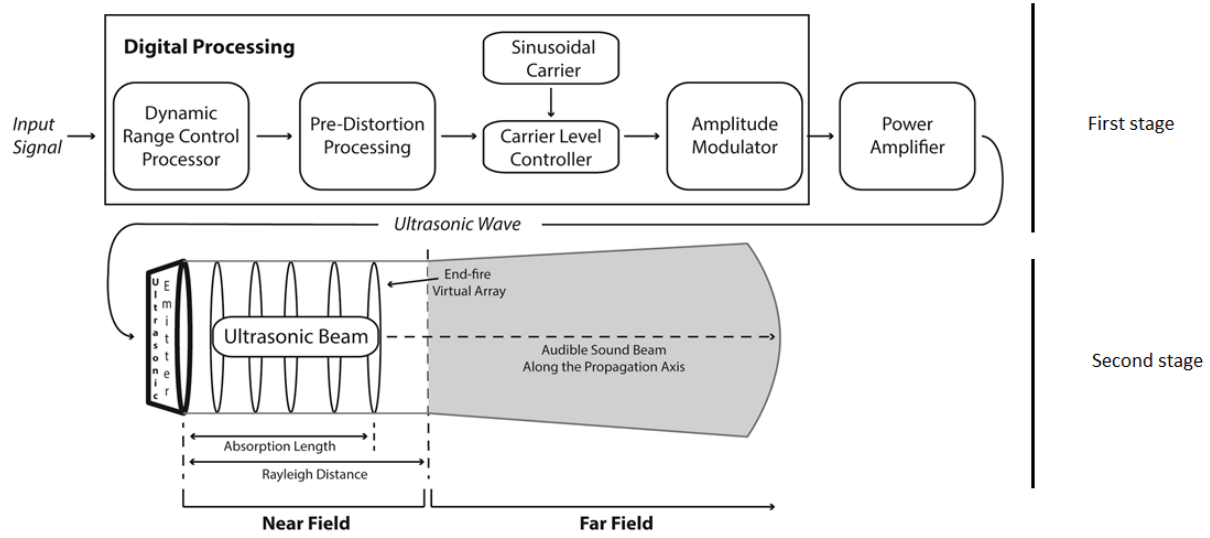 Digital Processing
Sinusoidal
Carrier
Input
Signal
Dynamic
Range Control
Processor
Pre-Distortion
Processing
Carrier Level
Controller
Amplitude
Modulator
Power
Amplifier
First stage
Ultrasonic Wave
Ultrasonic
Emitter
End-fire
Virtual Array
Ultrasonic Beam
Audible Sound Beam
Along the Propagation Axis
Second stage
Absorption Length
Rayleigh Distance
Near Field
Far Field